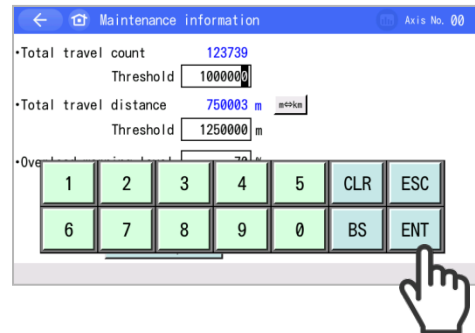 Maintenance information Axis No. 00
•Total travel count 123739
Threshold 1000000
•Total travel distance 750003 m m⇔km
Threshold 1250000 m
1 2 3 4 5 CLR ESC
6 7 8 9 0 BS ENT